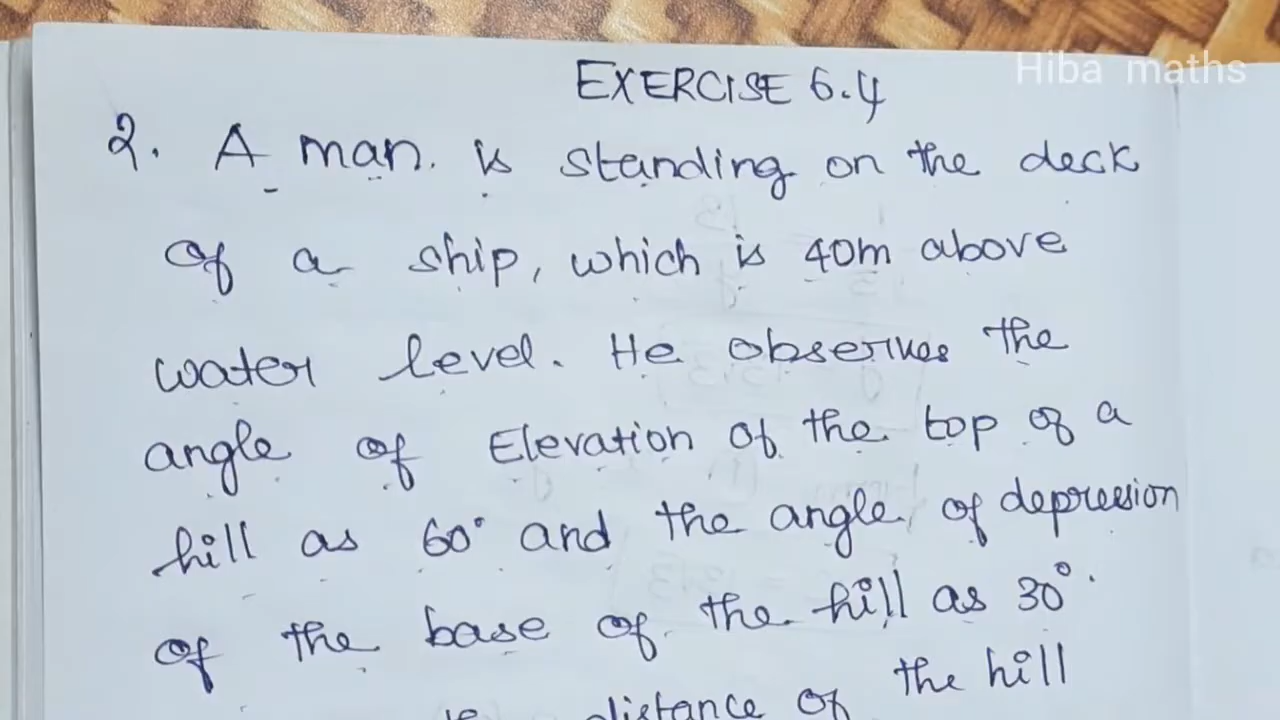 Hiba maths
EXERCISE 6.4
2. A man. is standing on the deck
of a ship, which is 40m above
water level. He observes the
angle of Elevation of the top of a
hill as 60° and the angle of depression
of the base of the hill as 30°.
distance of the hill